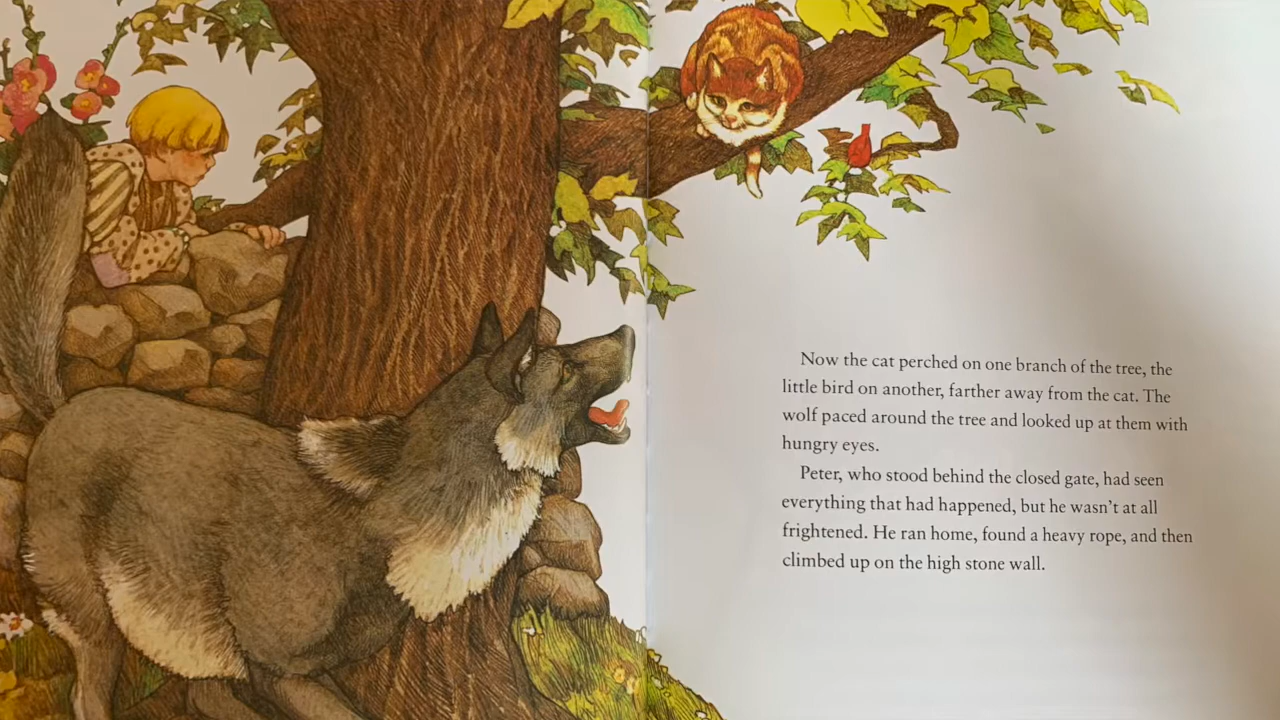 Now the cat perched on one branch of the tree, the
little bird on another, farther away from the cat. The
wolf paced around the tree and looked up at them with
hungry eyes.
Peter, who stood behind the closed gate, had seen
everything that had happened, but he wasn't at all
frightened. He ran home, found a heavy rope, and then
climbed up on the high stone wall.